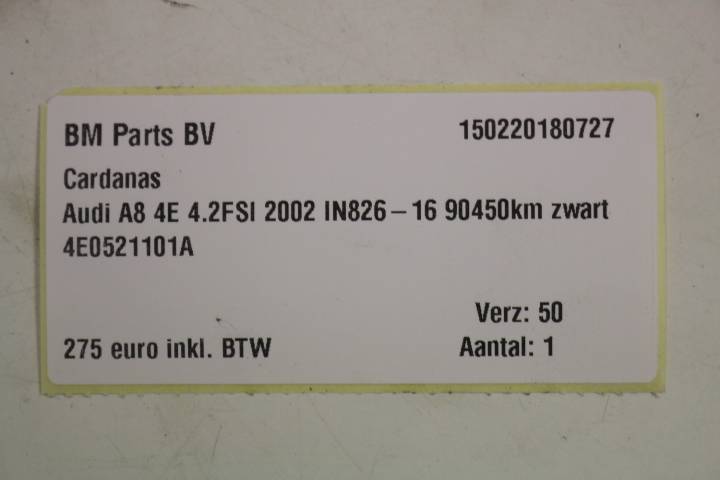 BM Parts BV 150220180727
Cardanas
Audi A8 4E 4.2FSI 2002 IN826–16 90450km zwart
4E0521101A
Verz: 50
275 euro inkl. BTW Aantal: 1